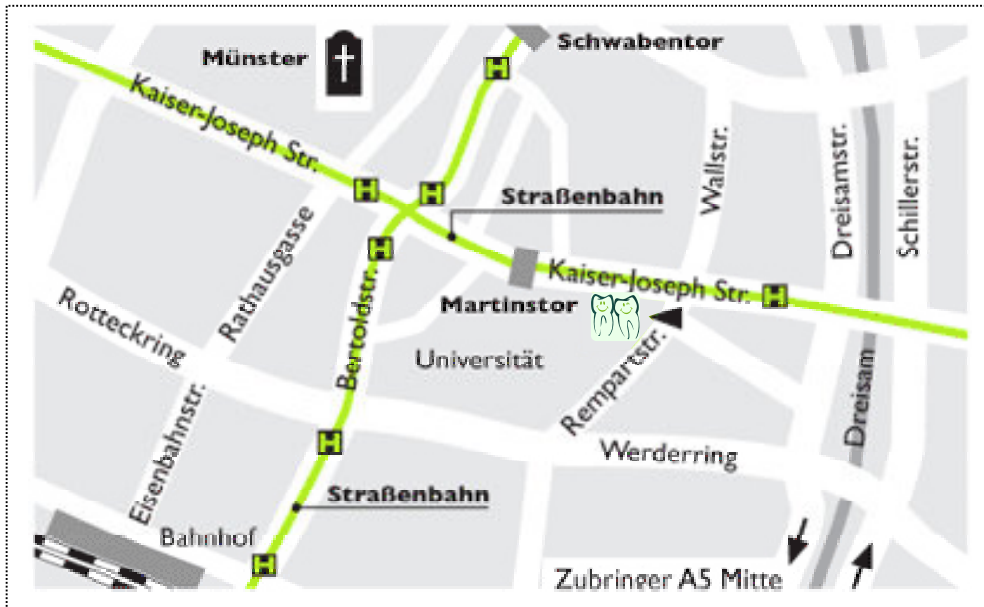 Schwabentor
Münster
H
Kaiser-Joseph Str.
Wallstr.
Dreisamstr.
Schillerstr.
H
H
Straßenbahn
Rathausgasse
H
Kaiser-Joseph Str.
H
Rotteckring
Martinstor
Bertoldstr.
Universität
Rempartstr.
Dreisam
Eisenbahnstr.
H
Werderring
Straßenbahn
Bahnhof
H
Zubringer A5 Mitte